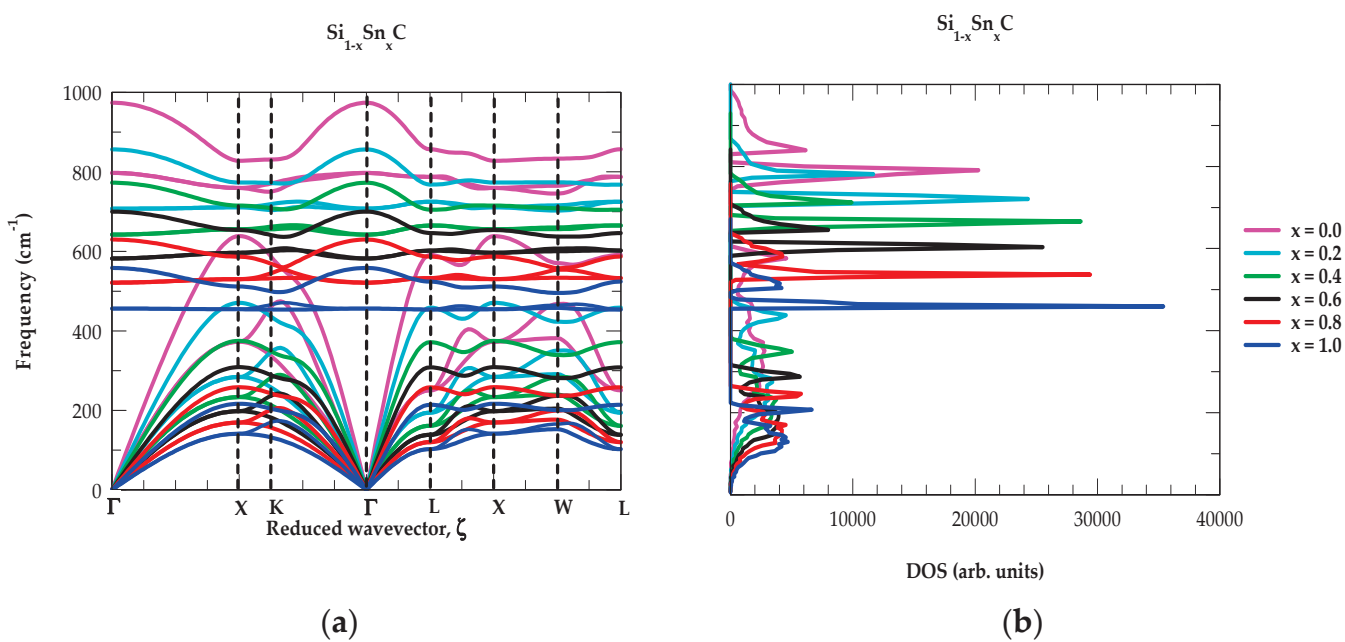 Si1-xSnxC
1000
800
600
400
200
0
Frequency (cm-1)
Γ X K Γ L X W L
Reduced wavevector, ζ
(a)
Si1-xSnxC
0 10000 20000 30000 40000
DOS (arb. units)
x = 0.0
x = 0.2
x = 0.4
x = 0.6
x = 0.8
x = 1.0
(b)